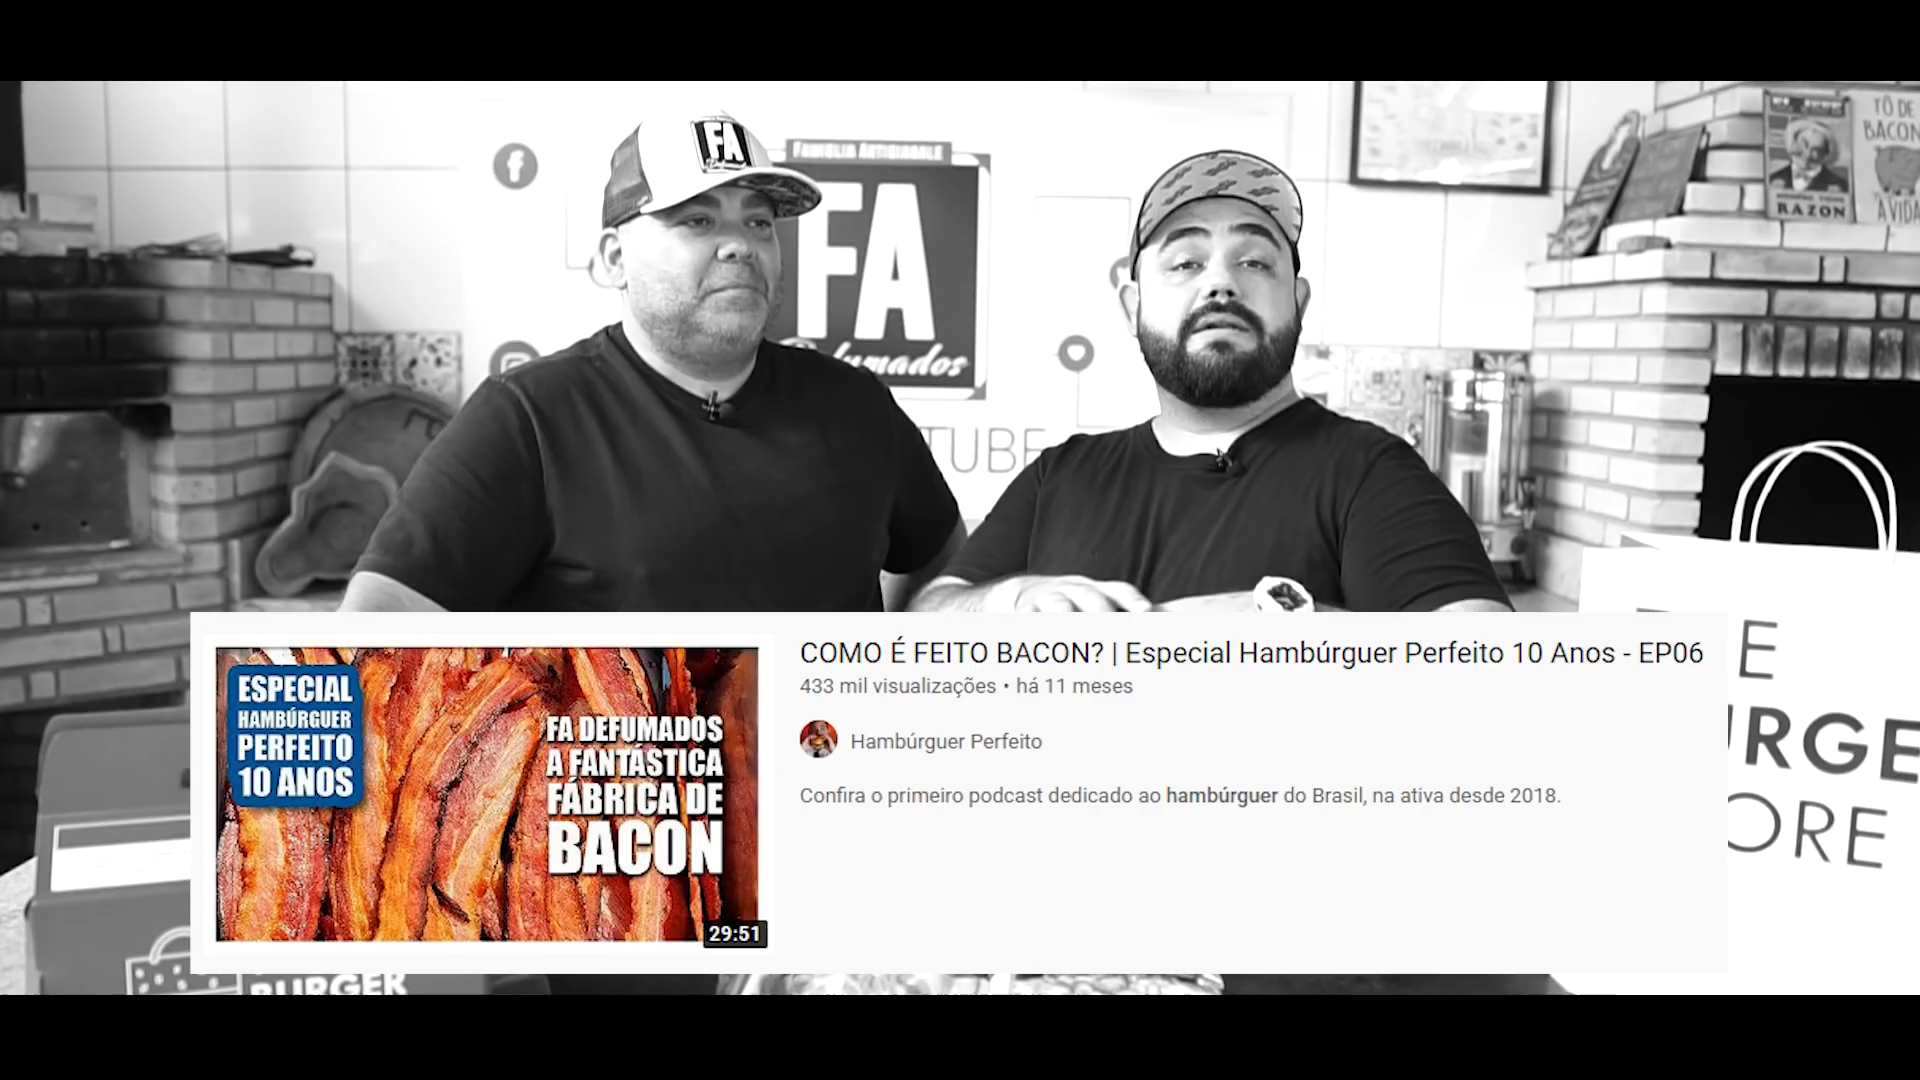 FA
FAMIGLIA ARTIGIANALE
FA
TUBE
TÔ DE
BACON
A VIDA
RAZON
COMO É FEITO BACON? | Especial Hambúrguer Perfeito 10 Anos - EP06
433 mil visualizações • há 11 meses
Hambúrguer Perfeito
Confira o primeiro podcast dedicado ao hambúrguer do Brasil, na ativa desde 2018.
ESPECIAL
HAMBÚRGUER
PERFEITO
10 ANOS
FA DEFUMADOS
A FANTÁSTICA
FÁBRICA DE
BACON
29:51
E
RGE
ORE
BURGER